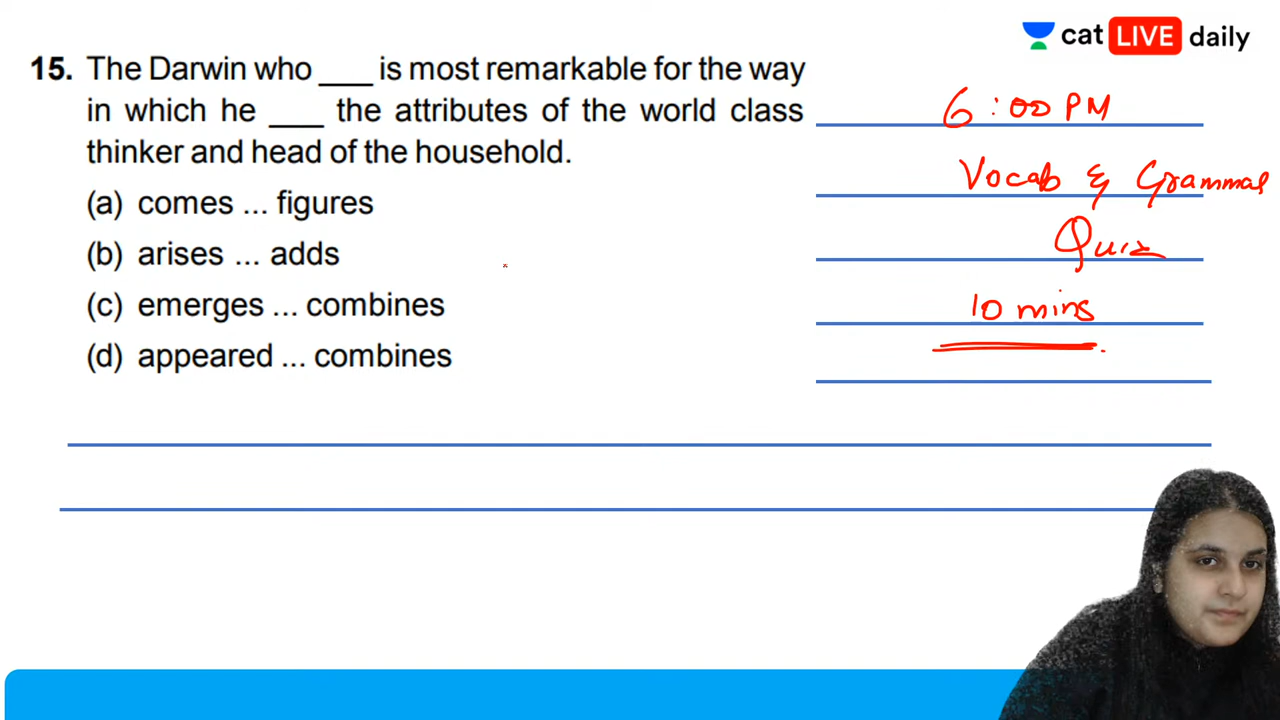 cat LIVE daily
15. The Darwin who ___ is most remarkable for the way
in which he ___ the attributes of the world class
thinker and head of the household.
(a) comes ... figures
(b) arises ... adds
(c) emerges ... combines
(d) appeared ... combines
6:00 PM
Vocab & Grammar
Quiz
10 mins